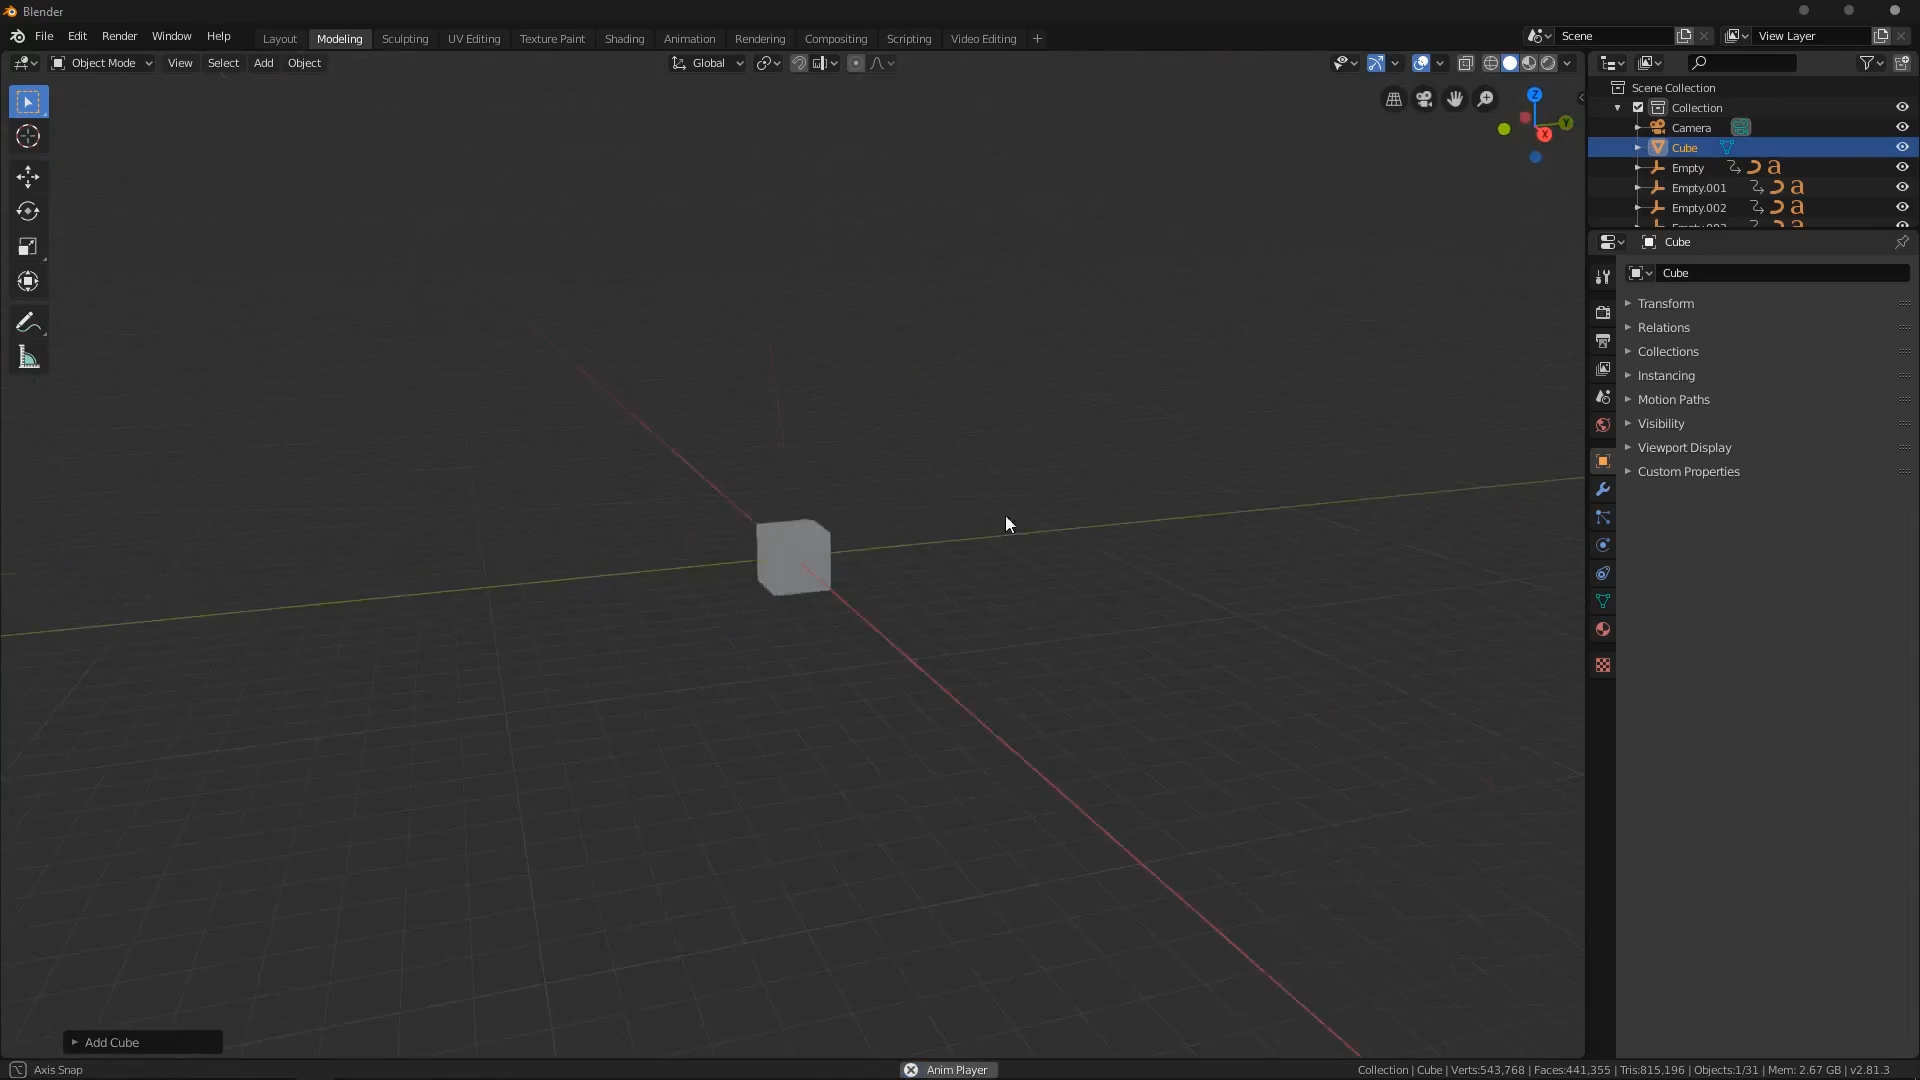 Blender
File Edit Render Window Help
Layout Modeling Sculpting UV Editing Texture Paint Shading Animation Rendering Compositing Scripting Video Editing +
Scene
View Layer
Object Mode View Select Add Object
Global
Z
Y
X
Scene Collection
Collection
Camera
Cube
Empty
Empty.001
Empty.002
Cube
Cube
Transform
Relations
Collections
Instancing
Motion Paths
Visibility
Viewport Display
Custom Properties
Add Cube
Axis Snap
Anim Player
Collection | Cube | Verts:543,768 | Faces:441,355 | Tris:815,196 | Objects:1/31 | Mem: 2.67 GB | v2.81.3